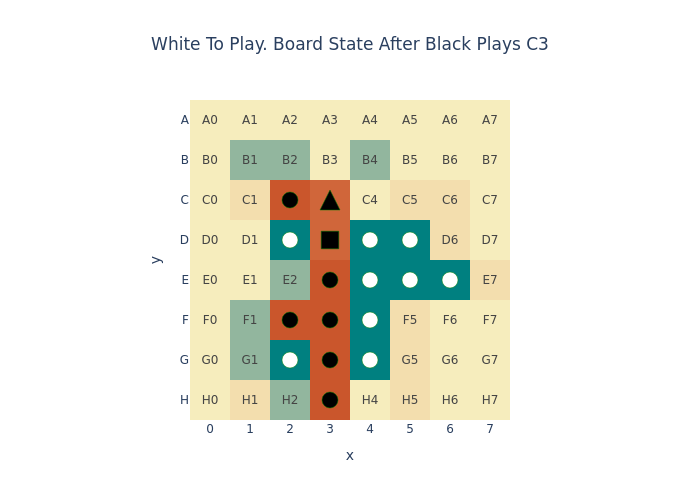 White To Play. Board State After Black Plays C3
A A0 A1 A2 A3 A4 A5 A6 A7
B B0 B1 B2 B3 B4 B5 B6 B7
C C0 C1 C4 C5 C6 C7
D D0 D1 D6 D7
E E0 E1 E2 E7
F F0 F1 F5 F6 F7
G G0 G1 G5 G6 G7
H H0 H1 H2 H4 H5 H6 H7
0 1 2 3 4 5 6 7
x
y